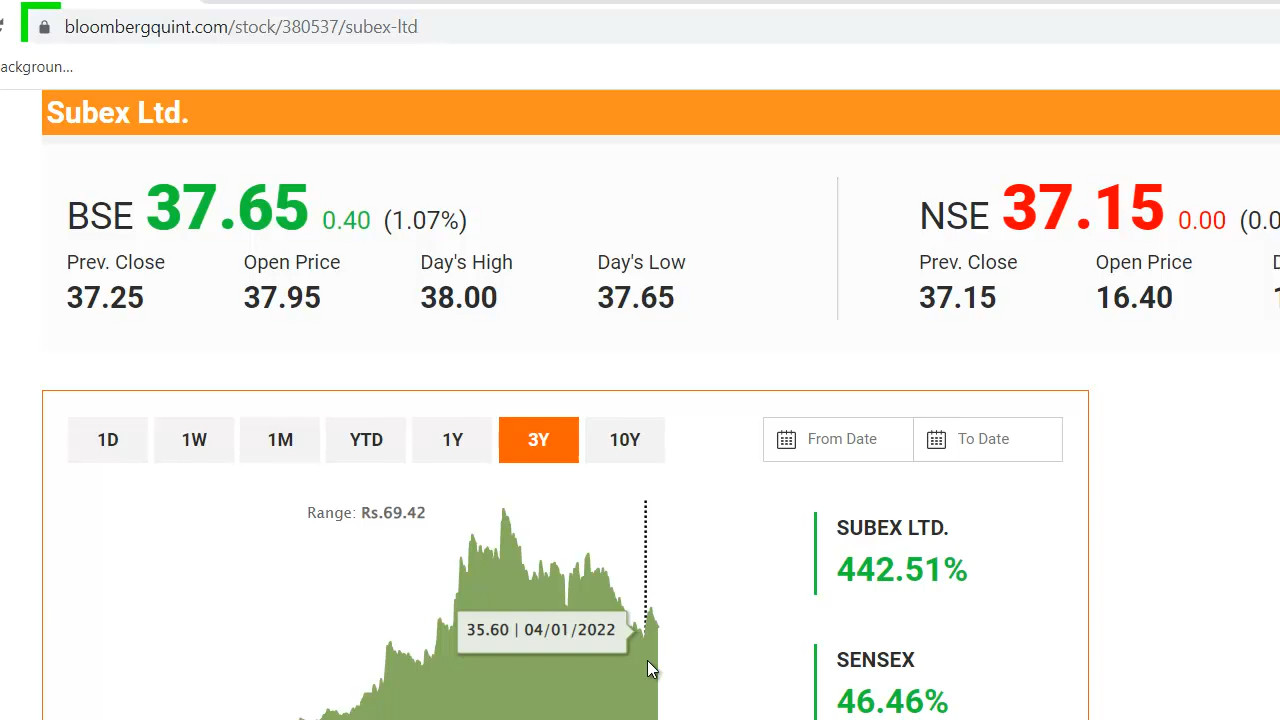 bloombergquint.com/stock/380537/subex-ltd
ackgroun...
Subex Ltd.
BSE 37.65 0.40 (1.07%)
Prev. Close Open Price Day's High Day's Low
37.25 37.95 38.00 37.65
NSE 37.15 0.00 (0.0
Prev. Close Open Price
37.15 16.40
1D 1W 1M YTD 1Y 3Y 10Y
From Date To Date
Range: Rs.69.42
35.60 | 04/01/2022
SUBEX LTD.
442.51%
SENSEX
46.46%